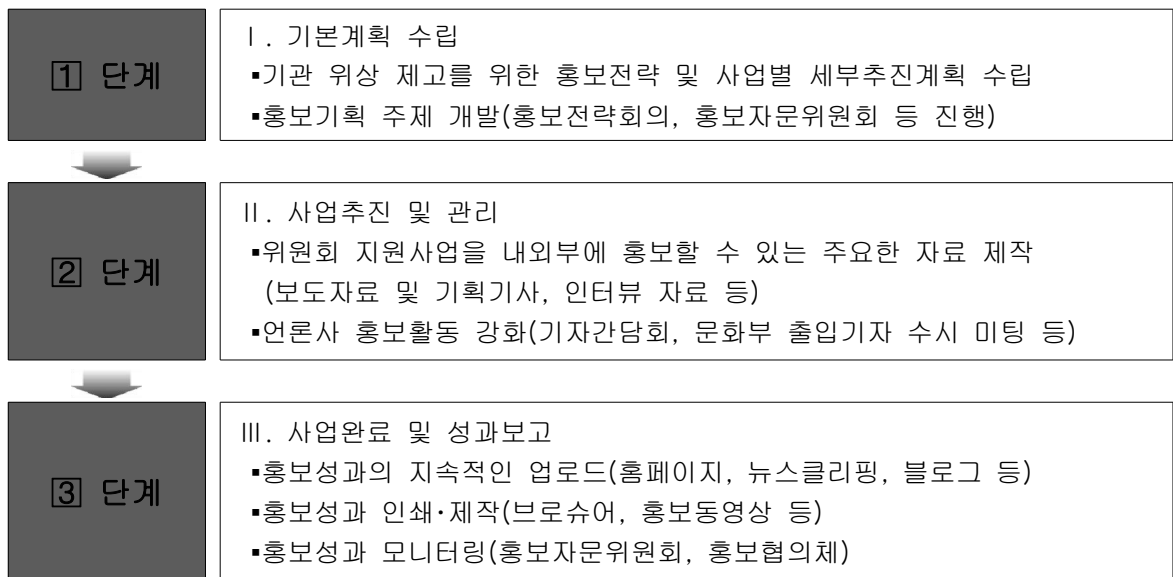 1 단계
Ⅰ. 기본계획 수립
▪기관 위상 제고를 위한 홍보전략 및 사업별 세부추진계획 수립
▪홍보기획 주제 개발(홍보전략회의, 홍보자문위원회 등 진행)
2 단계
Ⅱ. 사업추진 및 관리
▪위원회 지원사업을 내외부에 홍보할 수 있는 주요한 자료 제작
(보도자료 및 기획기사, 인터뷰 자료 등)
▪언론사 홍보활동 강화(기자간담회, 문화부 출입기자 수시 미팅 등)
3 단계
Ⅲ. 사업완료 및 성과보고
▪홍보성과의 지속적인 업로드(홈페이지, 뉴스클리핑, 블로그 등)
▪홍보성과 인쇄·제작(브로슈어, 홍보동영상 등)
▪홍보성과 모니터링(홍보자문위원회, 홍보협의체)